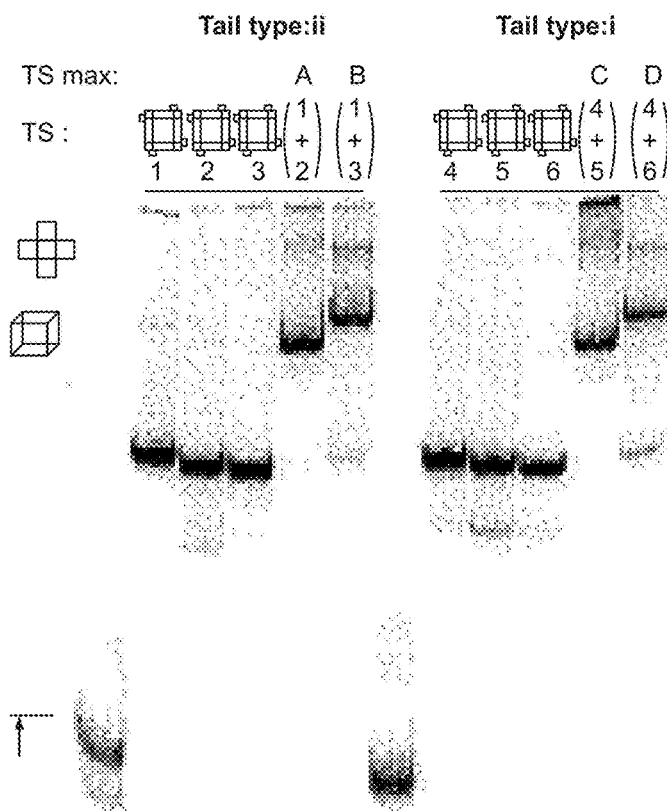 Tail type:ii Tail type:i
TS max: A B C D
TS : (1+2) (1+3) (4+5) (4+6)
1 2 3 4 5 6